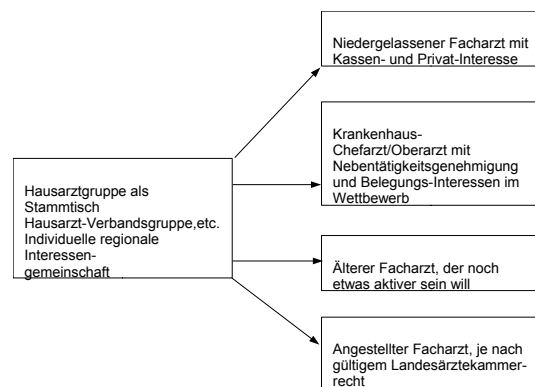 Niedergelassener Facharzt mit
Kassen- und Privat-Interesse
Krankenhaus-
Chefarzt/Oberarzt mit
Nebentätigkeitsgenehmigung
und Belegungs-Interessen im
Wettbewerb
Hausarztgruppe als
Stammtisch
Hausarzt-Verbandsgruppe,etc.
Individuelle regionale
Interessen-
gemeinschaft
Älterer Facharzt, der noch
etwas aktiver sein will
Angestellter Facharzt, je nach
gültigem Landesärztekammer-
recht